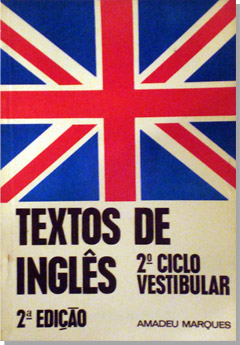 TEXTOS DE
INGLÊS
2º CICLO
VESTIBULAR
2ª EDIÇÃO
AMADEU MARQUES